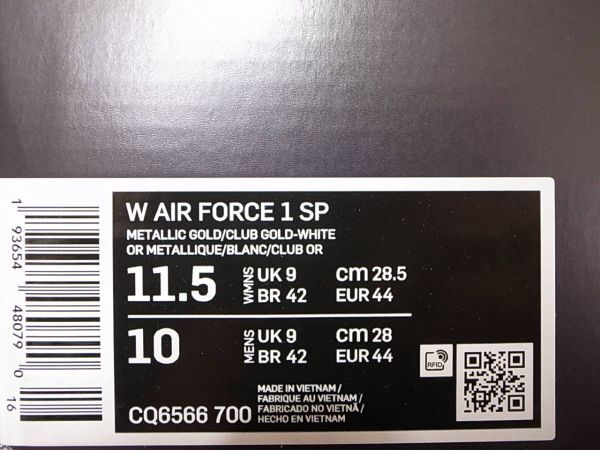 W AIR FORCE 1 SP
METALLIC GOLD/CLUB GOLD-WHITE
OR METALLIQUE/BLANC/CLUB OR
11.5 WMNS UK 9 cm 28.5
BR 42 EUR 44
10 MENS UK 9 cm 28
BR 42 EUR 44
RFID
CQ6566 700
MADE IN VIETNAM /
FABRIQUE AU VIETNAM /
FABRICADO NO VIETNÃ /
HECHO EN VIETNAM
1 93654 48079 0 16